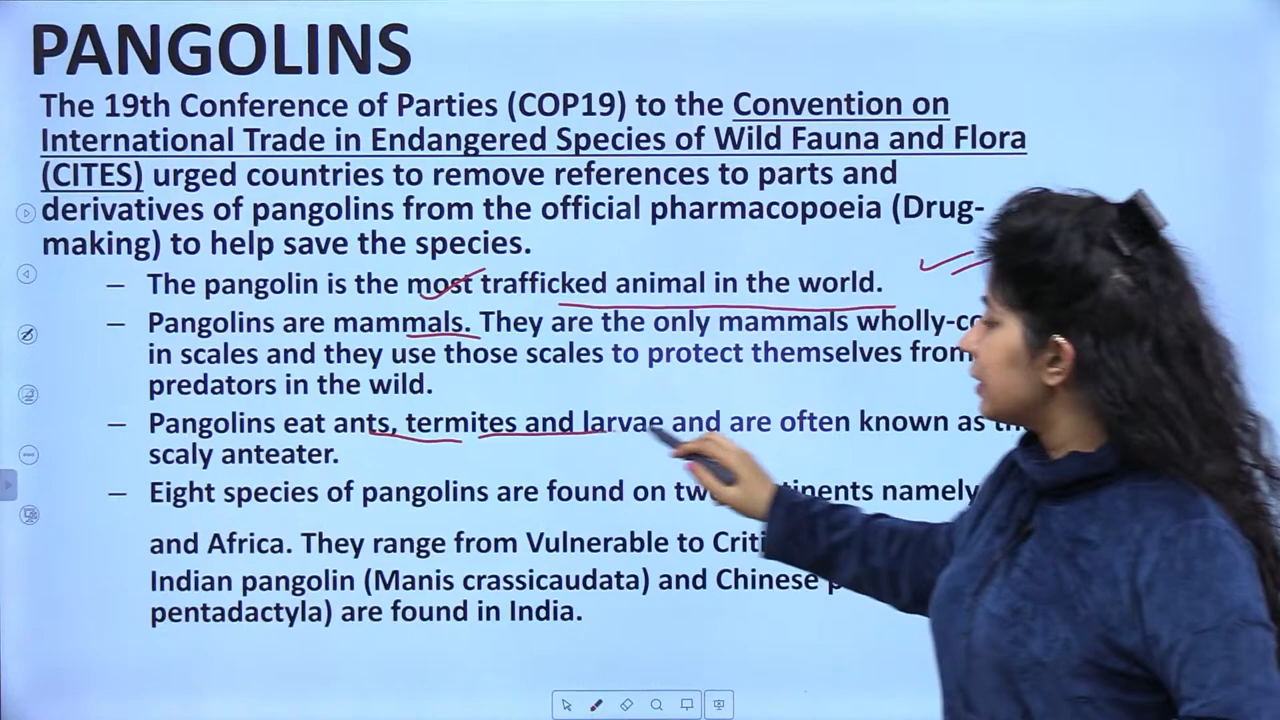 PANGOLINS
The 19th Conference of Parties (COP19) to the Convention on
International Trade in Endangered Species of Wild Fauna and Flora
(CITES) urged countries to remove references to parts and
derivatives of pangolins from the official pharmacopoeia (Drug-
making) to help save the species.
– The pangolin is the most trafficked animal in the world.
– Pangolins are mammals. They are the only mammals
in scales and they use those scales to protect themselves from
predators in the wild.
– Pangolins eat ants, termites and larvae and are often known as
scaly anteater.
– Eight species of pangolins are found on namely
and Africa. They range from Vulnerable to
Indian pangolin (Manis crassicaudata) and Chinese
pentadactyla) are found in India.